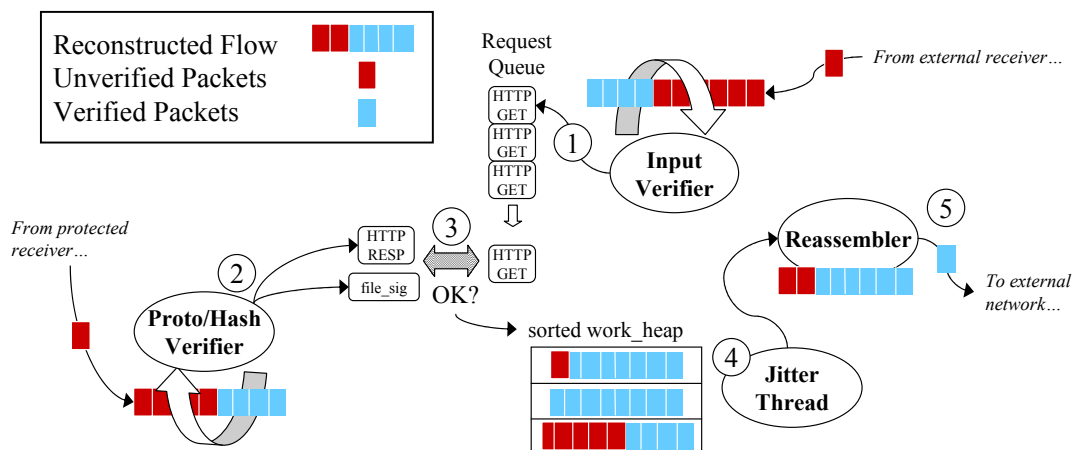 Reconstructed Flow
Unverified Packets
Verified Packets
Request
Queue
HTTP
GET
HTTP
GET
HTTP
GET
1
From external receiver…
Input
Verifier
From protected
receiver…
2
HTTP
RESP
file_sig
3
OK?
HTTP
GET
Proto/Hash
Verifier
sorted work_heap
4
Jitter
Thread
Reassembler
5
To external
network…